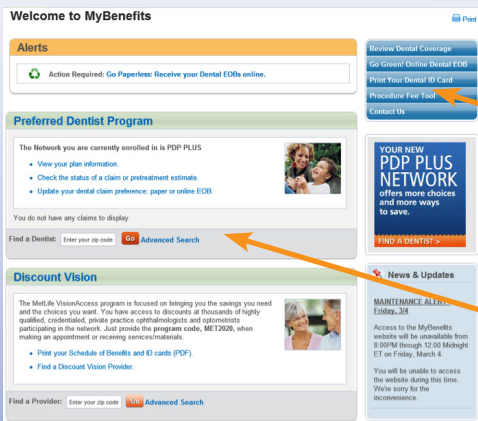 Welcome to MyBenefits
Print
Alerts
Action Required: Go Paperless: Receive your Dental EOBs online.
Review Dental Coverage
Go Green! Online Dental EOB
Print Your Dental ID Card
Procedure Fee Tool
Contact Us
Preferred Dentist Program
The Network you are currently enrolled in is PDP PLUS
View your plan information.
Check the status of a claim or pretreatment estimate.
Update your dental claim preference: paper or online EOB.
You do not have any claims to display
Find a Dentist: Enter your zip code Go Advanced Search
YOUR NEW
PDP PLUS
NETWORK
offers more choices
and more ways
to save.
FIND A DENTIST >
Discount Vision
The MetLife VisionAccess program is focused on bringing you the savings you need
and the choices you want. You have access to discounts at thousands of highly
qualified, credentialed, private practice ophthalmologists and optometrists
participating in the network. Just provide the program code, MET2020, when
making an appointment or receiving services/materials.
Print your Schedule of Benefits and ID cards (PDF).
Find a Discount Vision Provider.
Find a Provider: Enter your zip code Go Advanced Search
News & Updates
MAINTENANCE ALERT
Friday, 3/4
Access to the MyBenefits
website will be unavailable from
8:00PM through 12:00 Midnight
ET on Friday, March 4.
You will be unable to access
the website during this time.
We're sorry for the
inconvenience.